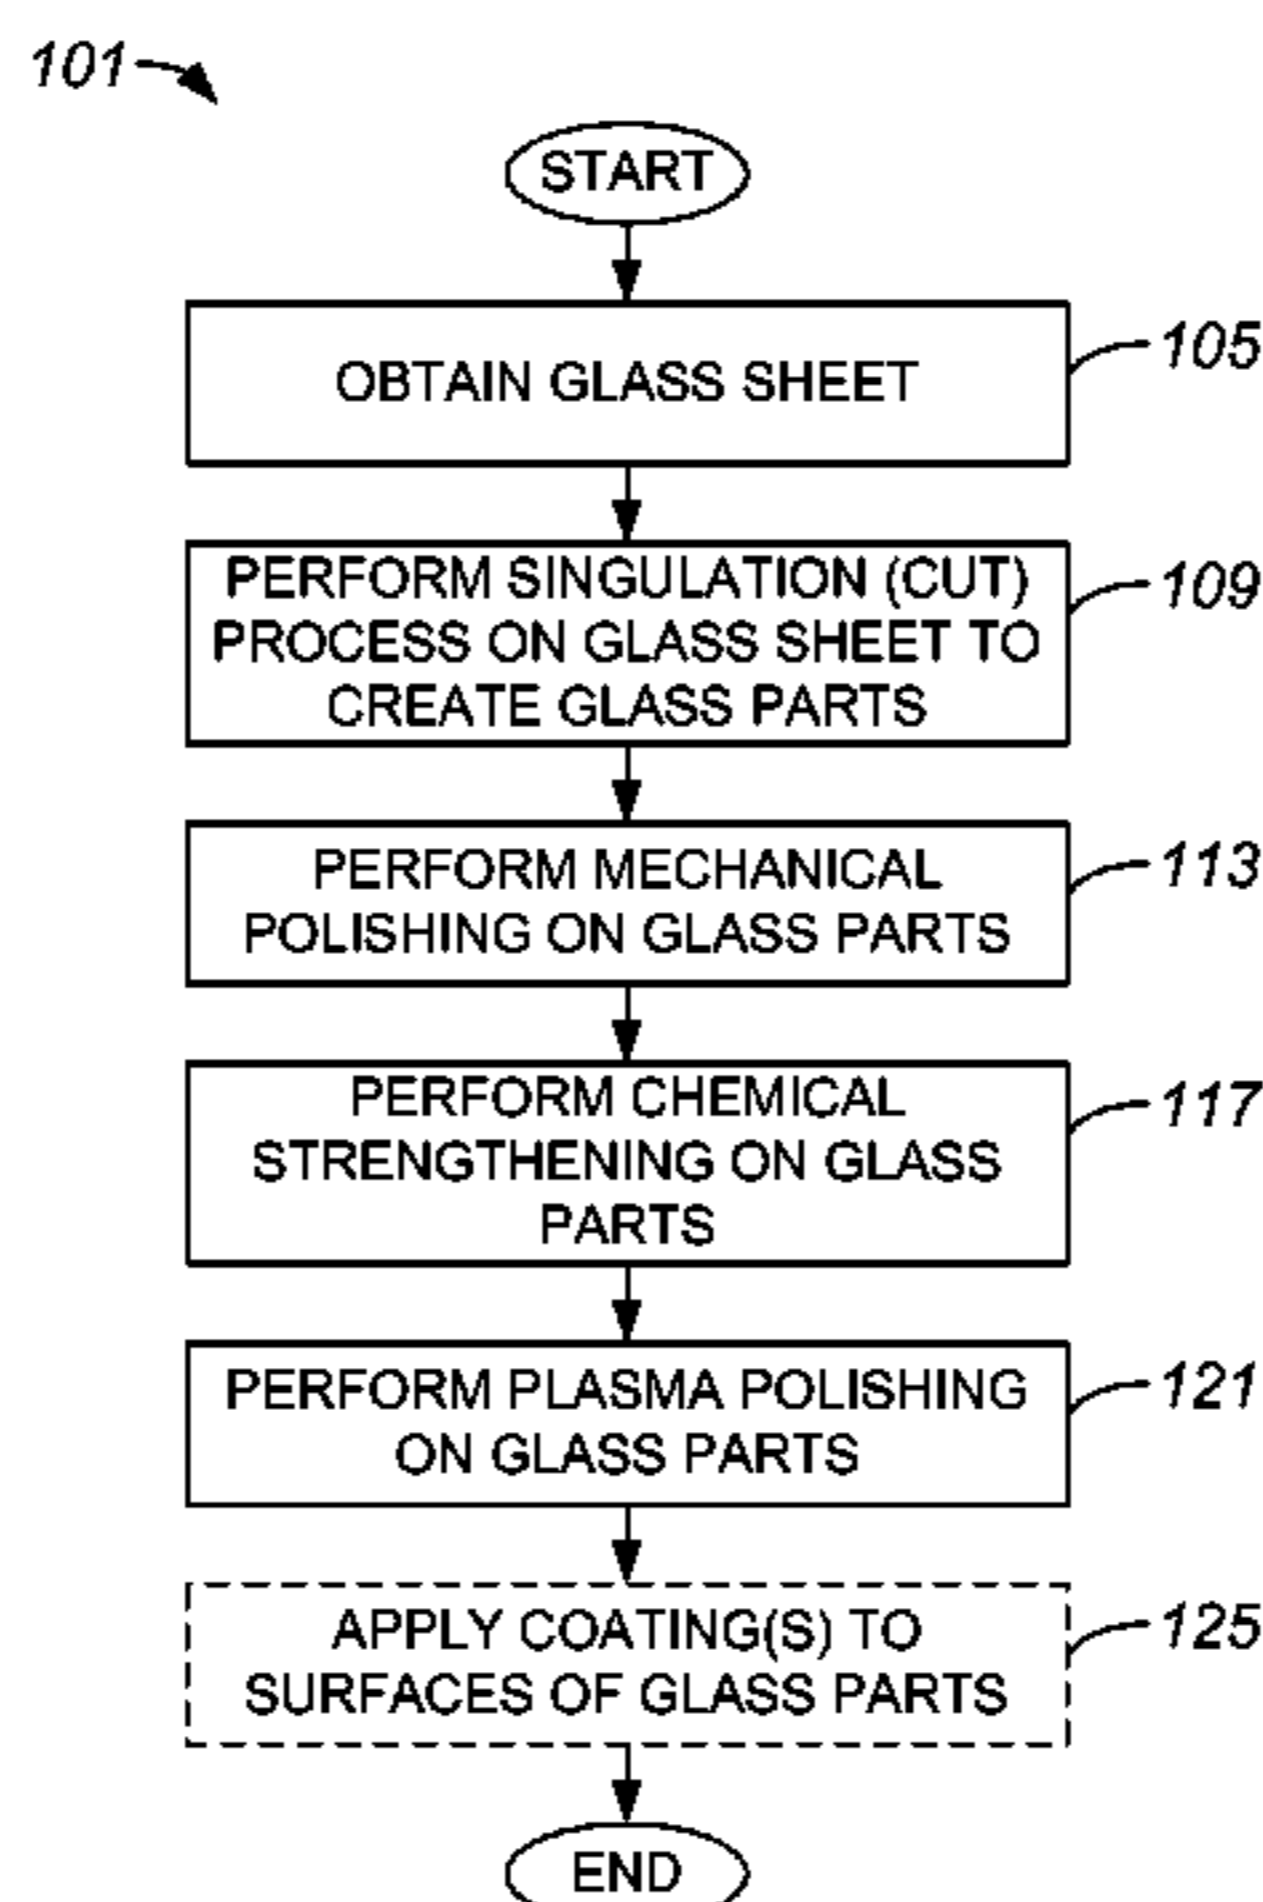 101
START
OBTAIN GLASS SHEET
105
PERFORM SINGULATION (CUT)
PROCESS ON GLASS SHEET TO
CREATE GLASS PARTS
109
PERFORM MECHANICAL
POLISHING ON GLASS PARTS
113
PERFORM CHEMICAL
STRENGTHENING ON GLASS
PARTS
117
PERFORM PLASMA POLISHING
ON GLASS PARTS
121
APPLY COATING(S) TO
SURFACES OF GLASS PARTS
125
END